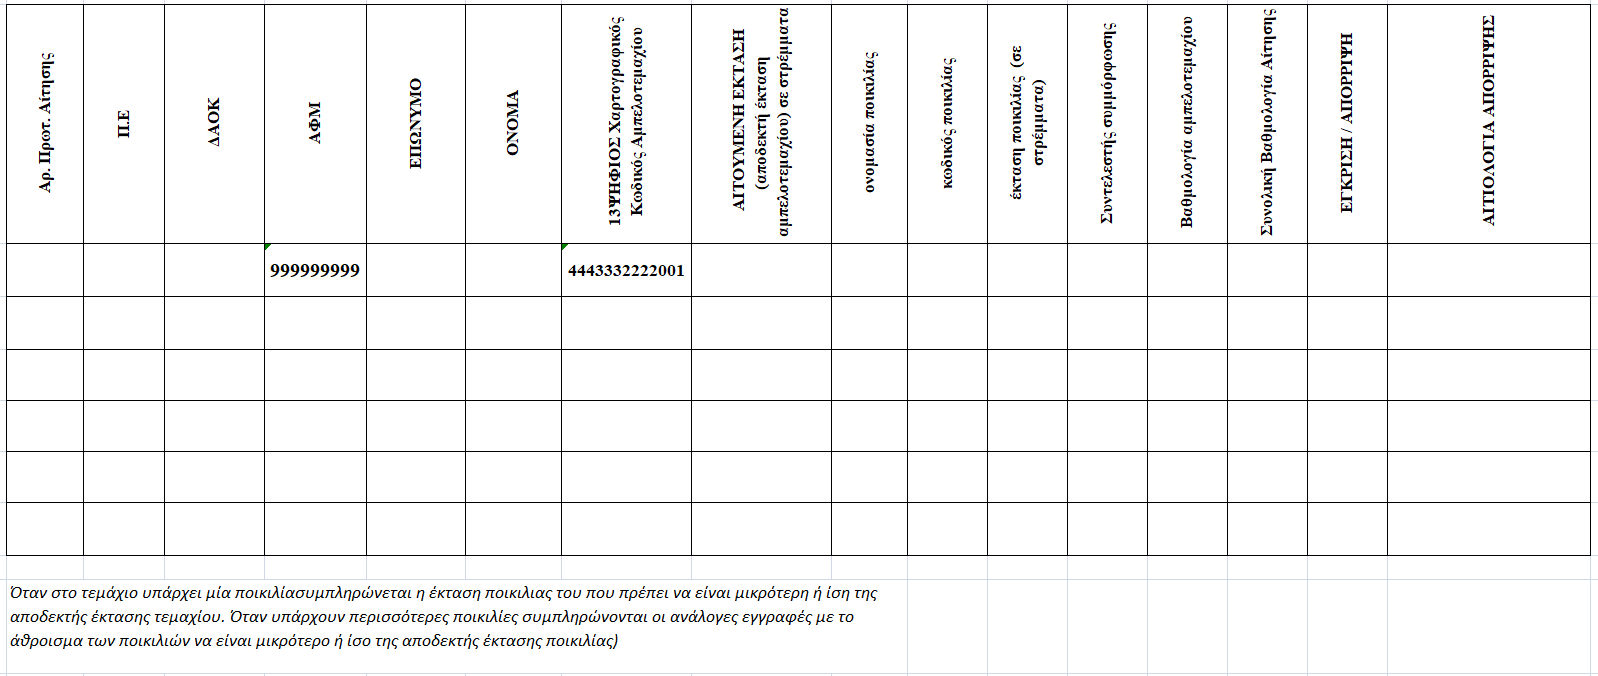 Αρ. Πρωτ. Αίτησης
Π.Ε
ΔΑΟΚ
ΑΦΜ
ΕΠΩΝΥΜΟ
ΟΝΟΜΑ
13ΨΗΦΙΟΣ Χαρτογραφικός
Κωδικός Αμπελοτεμαχίου
ΑΙΤΟΥΜΕΝΗ ΕΚΤΑΣΗ
(αποδεκτή έκταση
αμπελοτεμαχίου) σε στρέμματα
ονομασία ποικιλίας
κωδικός ποικιλίας
έκταση ποικιλίας (σε
στρέμματα)
Συντελεστής συμμόρφωσης
Βαθμολογία αμπελοτεμαχίου
Συνολική Βαθμολογία Αίτησης
ΕΓΚΡΙΣΗ / ΑΠΟΡΡΙΨΗ
ΑΙΤΙΟΛΟΓΙΑ ΑΠΟΡΡΙΨΗΣ
999999999
4443332222001
Όταν στο τεμάχιο υπάρχει μία ποικιλίασυμπληρώνεται η έκταση ποικιλιας του που πρέπει να είναι μικρότερη ή ίση της
αποδεκτής έκτασης τεμαχίου. Όταν υπάρχουν περισσότερες ποικιλίες συμπληρώνονται οι ανάλογες εγγραφές με το
άθροισμα των ποικιλιών να είναι μικρότερο ή ίσο της αποδεκτής έκτασης ποικιλίας)